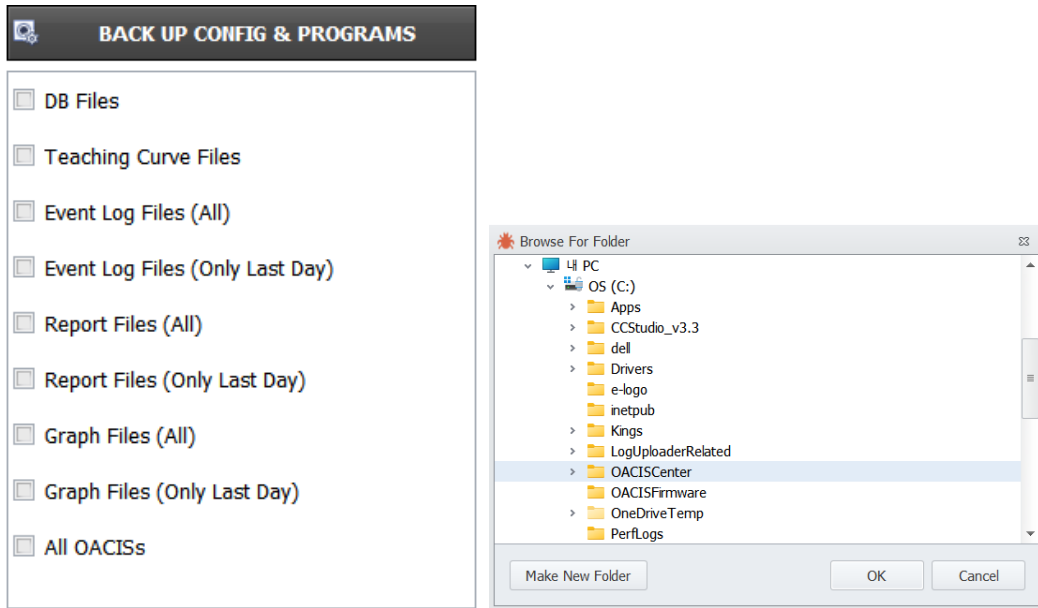 BACK UP CONFIG & PROGRAMS
DB Files
Teaching Curve Files
Event Log Files (All)
Event Log Files (Only Last Day)
Report Files (All)
Report Files (Only Last Day)
Graph Files (All)
Graph Files (Only Last Day)
All OACISs
Browse For Folder
내 PC
OS (C:)
Apps
CCStudio_v3.3
dell
Drivers
e-logo
inetpub
Kings
LogUploaderRelated
OACISCenter
OACISFirmware
OneDriveTemp
PerfLogs
Make New Folder
OK
Cancel